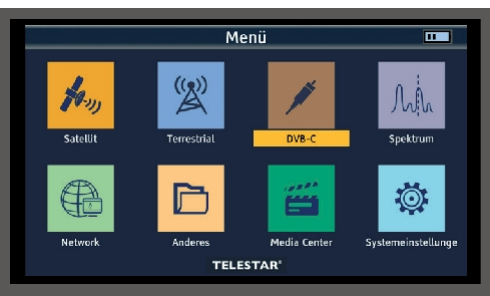 Menü
Satellit
Terrestrial
DVB-C
Spektrum
Network
Anderes
Media Center
Systemeinstellunge
TELESTAR®